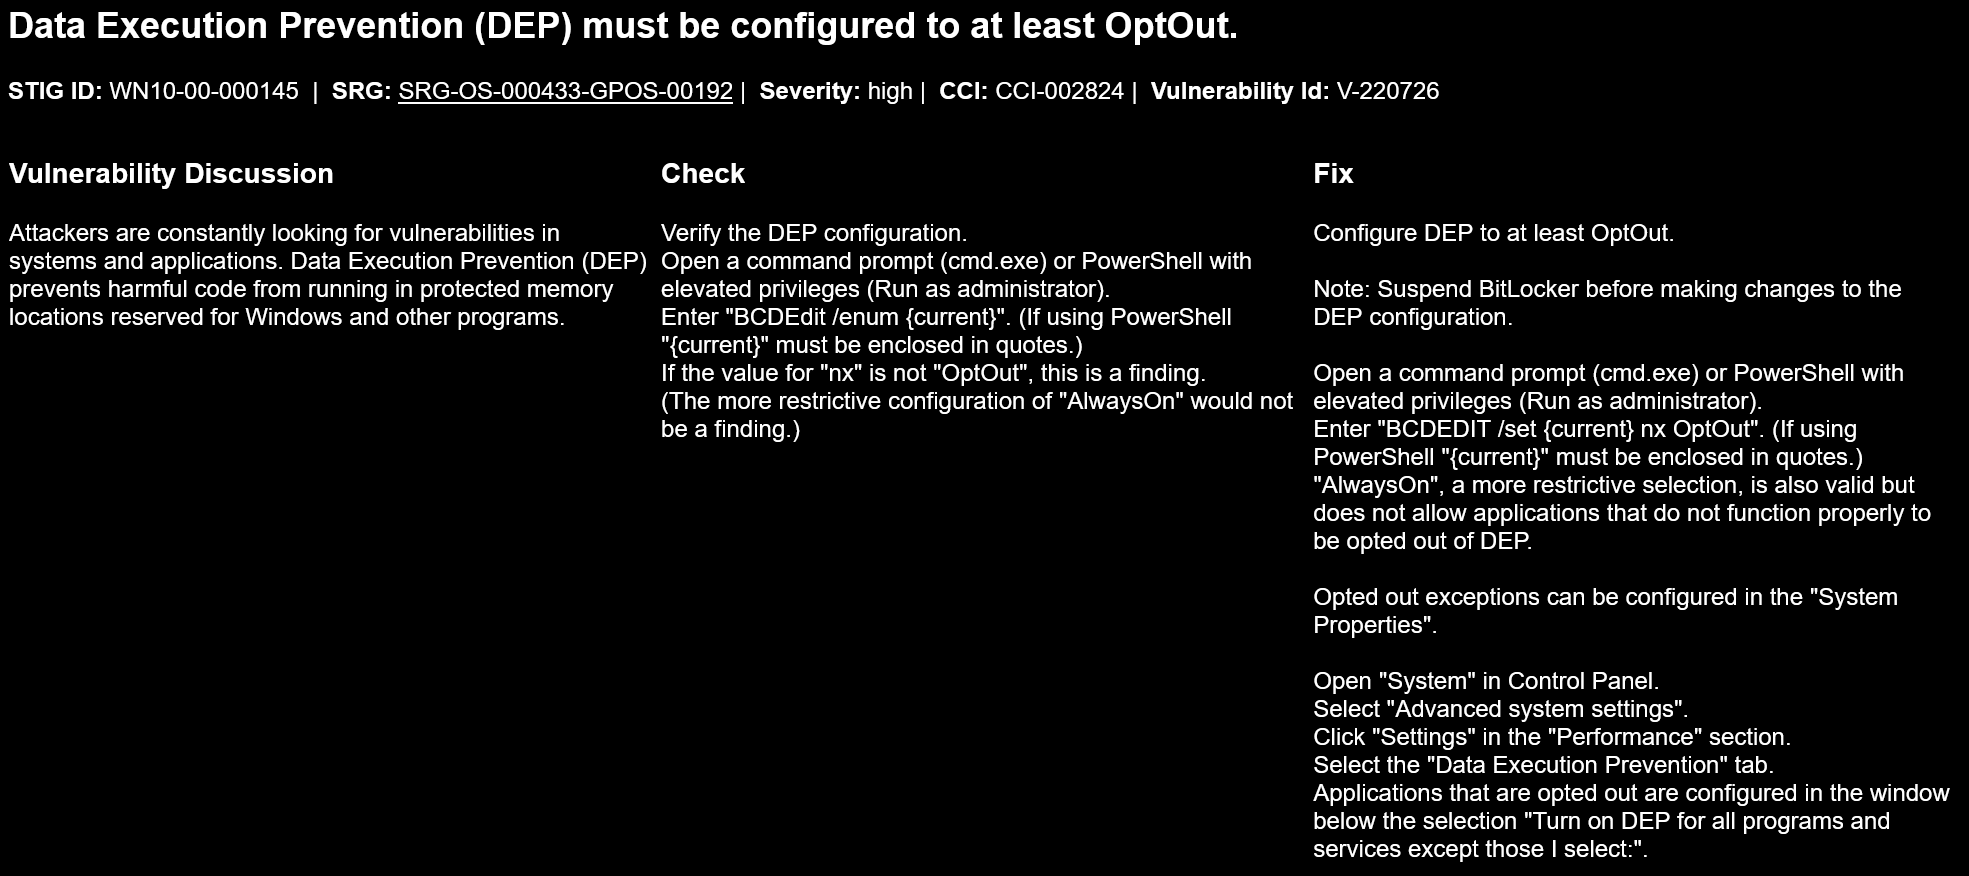 Data Execution Prevention (DEP) must be configured to at least OptOut.
STIG ID: WN10-00-000145 | SRG: SRG-OS-000433-GPOS-00192 | Severity: high | CCI: CCI-002824 | Vulnerability Id: V-220726
Vulnerability Discussion
Attackers are constantly looking for vulnerabilities in
systems and applications. Data Execution Prevention (DEP)
prevents harmful code from running in protected memory
locations reserved for Windows and other programs.
Check
Verify the DEP configuration.
Open a command prompt (cmd.exe) or PowerShell with
elevated privileges (Run as administrator).
Enter "BCDEdit /enum {current}". (If using PowerShell
"{current}" must be enclosed in quotes.)
If the value for "nx" is not "OptOut", this is a finding.
(The more restrictive configuration of "AlwaysOn" would not
be a finding.)
Fix
Configure DEP to at least OptOut.
Note: Suspend BitLocker before making changes to the
DEP configuration.
Open a command prompt (cmd.exe) or PowerShell with
elevated privileges (Run as administrator).
Enter "BCDEDIT /set {current} nx OptOut". (If using
PowerShell "{current}" must be enclosed in quotes.)
"AlwaysOn", a more restrictive selection, is also valid but
does not allow applications that do not function properly to
be opted out of DEP.
Opted out exceptions can be configured in the "System
Properties".
Open "System" in Control Panel.
Select "Advanced system settings".
Click "Settings" in the "Performance" section.
Select the "Data Execution Prevention" tab.
Applications that are opted out are configured in the window
below the selection "Turn on DEP for all programs and
services except those I select:".